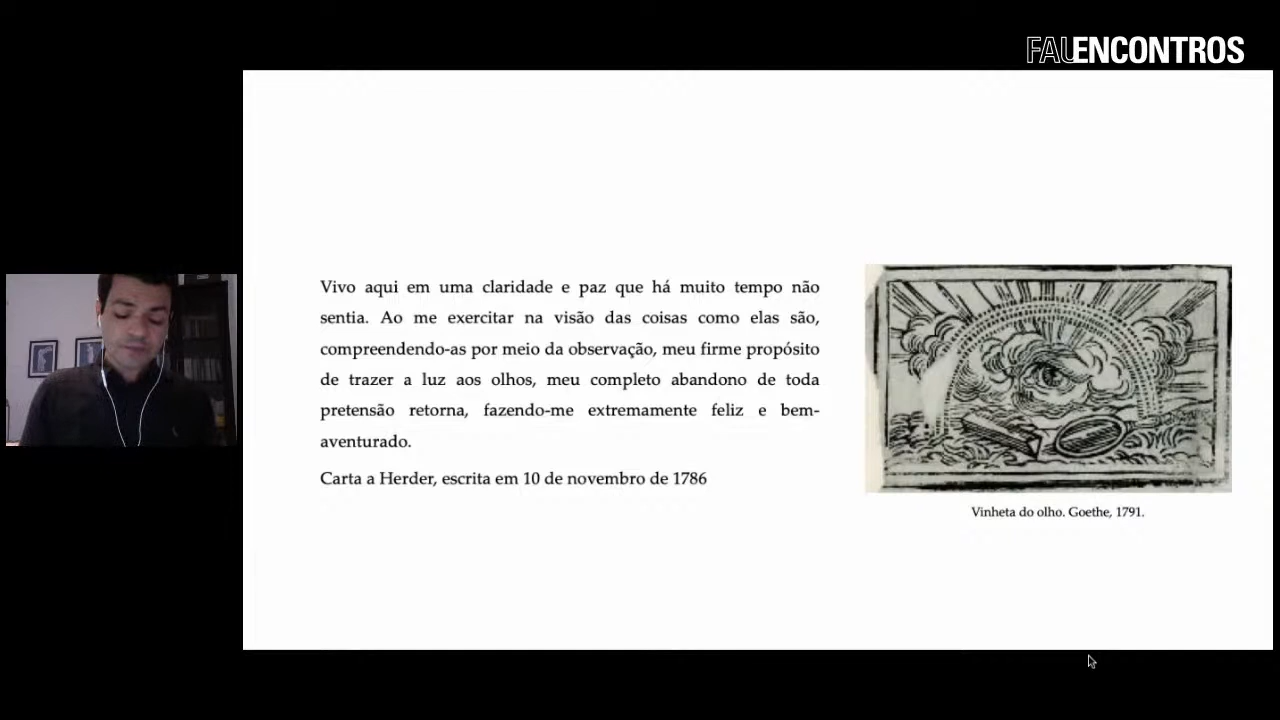 FAUENCONTROS
Vivo aqui em uma claridade e paz que há muito tempo não
sentia. Ao me exercitar na visão das coisas como elas são,
compreendendo-as por meio da observação, meu firme propósito
de trazer a luz aos olhos, meu completo abandono de toda
pretensão retorna, fazendo-me extremamente feliz e bem-
aventurado.
Carta a Herder, escrita em 10 de novembro de 1786
Vinheta do olho. Goethe, 1791.